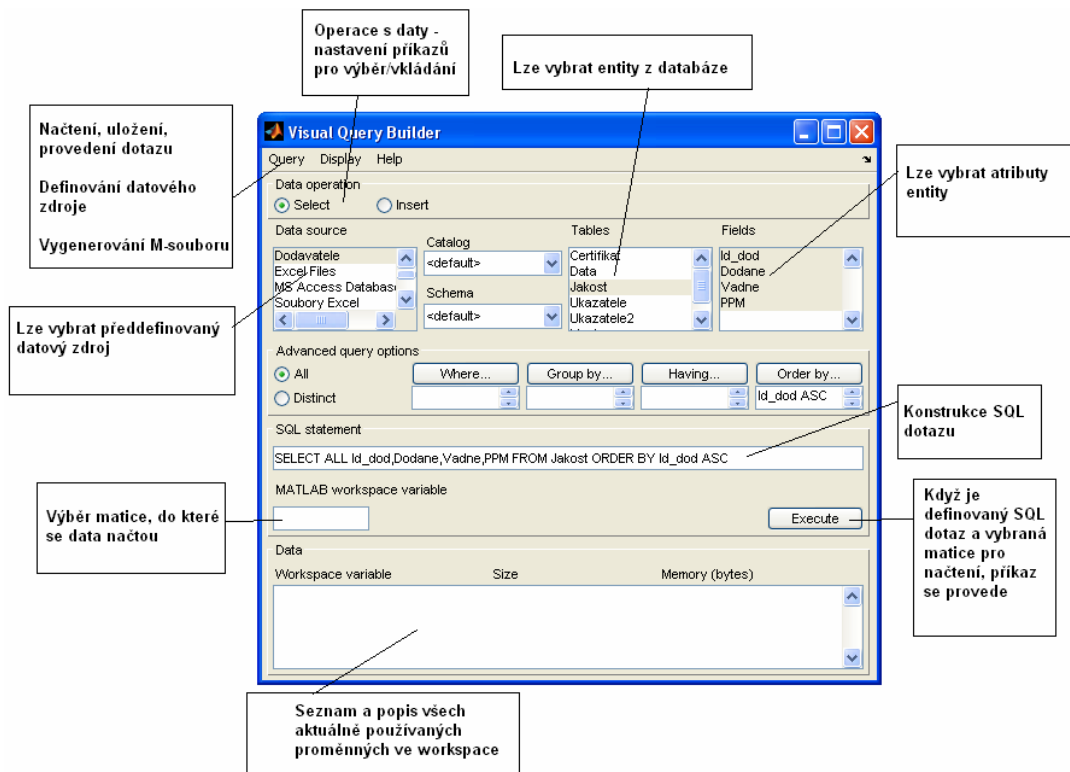 Operace s daty -
nastavení příkazů
pro výběr/vkládání
Lze vybrat entity z databáze
Načtení, uložení,
provedení dotazu
Definování datového
zdroje
Vygenerování M-souboru
Visual Query Builder
Query Display Help
Lze vybrat atributy
entity
Data operation
Select Insert
Data source
Dodavatele
Excel Files
MS Access Databas
Soubory Excel
Catalog
<default>
Schema
<default>
Tables
Certifikat
Data
Jakost
Ukazatele
Ukazatele2
Fields
Id_dod
Dodane
Vadne
PPM
Lze vybrat předdefinovaný
datový zdroj
Advanced query options
All
Distinct
Where... Group by... Having... Order by...
Id_dod ASC
Konstrukce SQL
dotazu
SQL statement
SELECT ALL Id_dod,Dodane,Vadne,PPM FROM Jakost ORDER BY Id_dod ASC
MATLAB workspace variable
Execute
Výběr matice, do které
se data načtou
Když je
definovaný SQL
dotaz a vybraná
matice pro
načtení, příkaz
se provede
Data
Workspace variable Size Memory (bytes)
Seznam a popis všech
aktuálně používaných
proměnných ve workspace